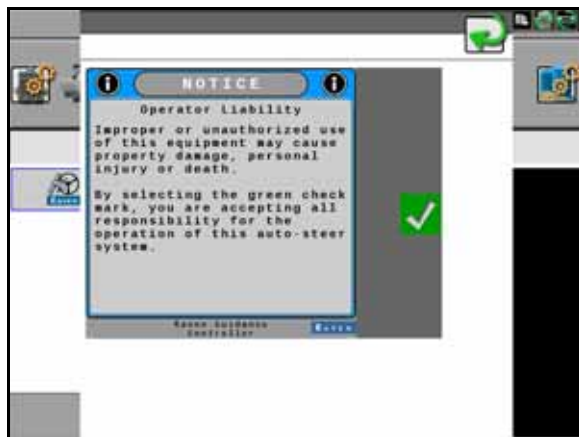 NOTICE
Operator Liability
Improper or unauthorized use
of this equipment may cause
property damage, personal
injury or death.
By selecting the green check
mark, you are accepting all
responsibility for the
operation of this auto-steer
system.
Raven Guidance
Controller
RAVEN
RAVEN